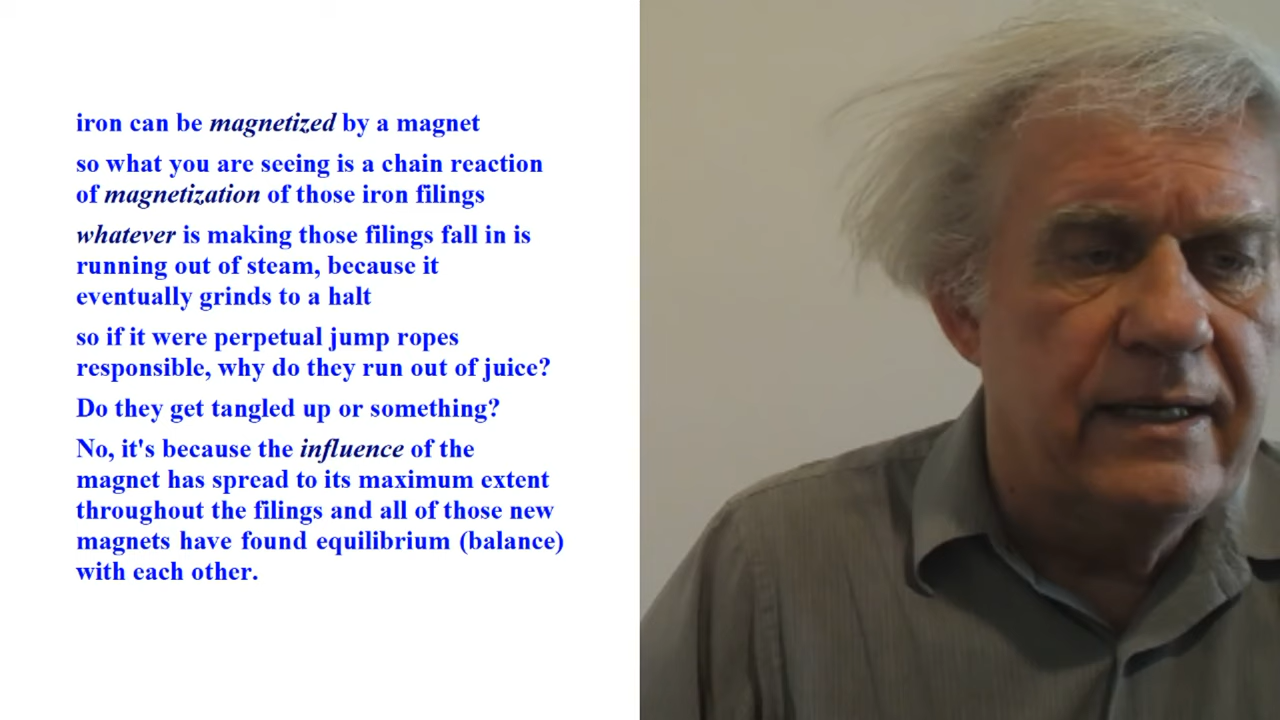 iron can be magnetized by a magnet
so what you are seeing is a chain reaction
of magnetization of those iron filings
whatever is making those filings fall in is
running out of steam, because it
eventually grinds to a halt
so if it were perpetual jump ropes
responsible, why do they run out of juice?
Do they get tangled up or something?
No, it's because the influence of the
magnet has spread to its maximum extent
throughout the filings and all of those new
magnets have found equilibrium (balance)
with each other.